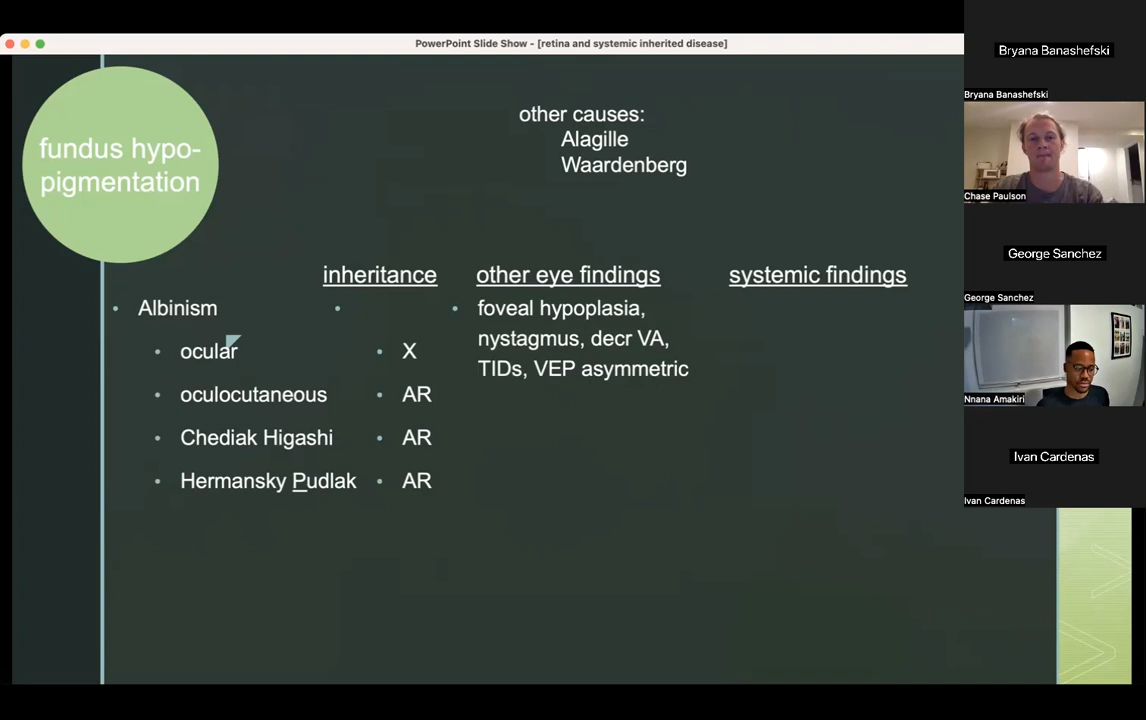 PowerPoint Slide Show - [retina and systemic inherited disease]
fundus hypo-
pigmentation
other causes:
Alagille
Waardenberg
inheritance other eye findings systemic findings
• Albinism • • foveal hypoplasia,
nystagmus, decr VA,
• ocular • X
TIDs, VEP asymmetric
• oculocutaneous • AR
• Chediak Higashi • AR
• Hermansky Pudlak • AR
Bryana Banashefski
Bryana Banashefski
Chase Paulson
George Sanchez
George Sanchez
Nnana Amakiri
Ivan Cardenas
Ivan Cardenas